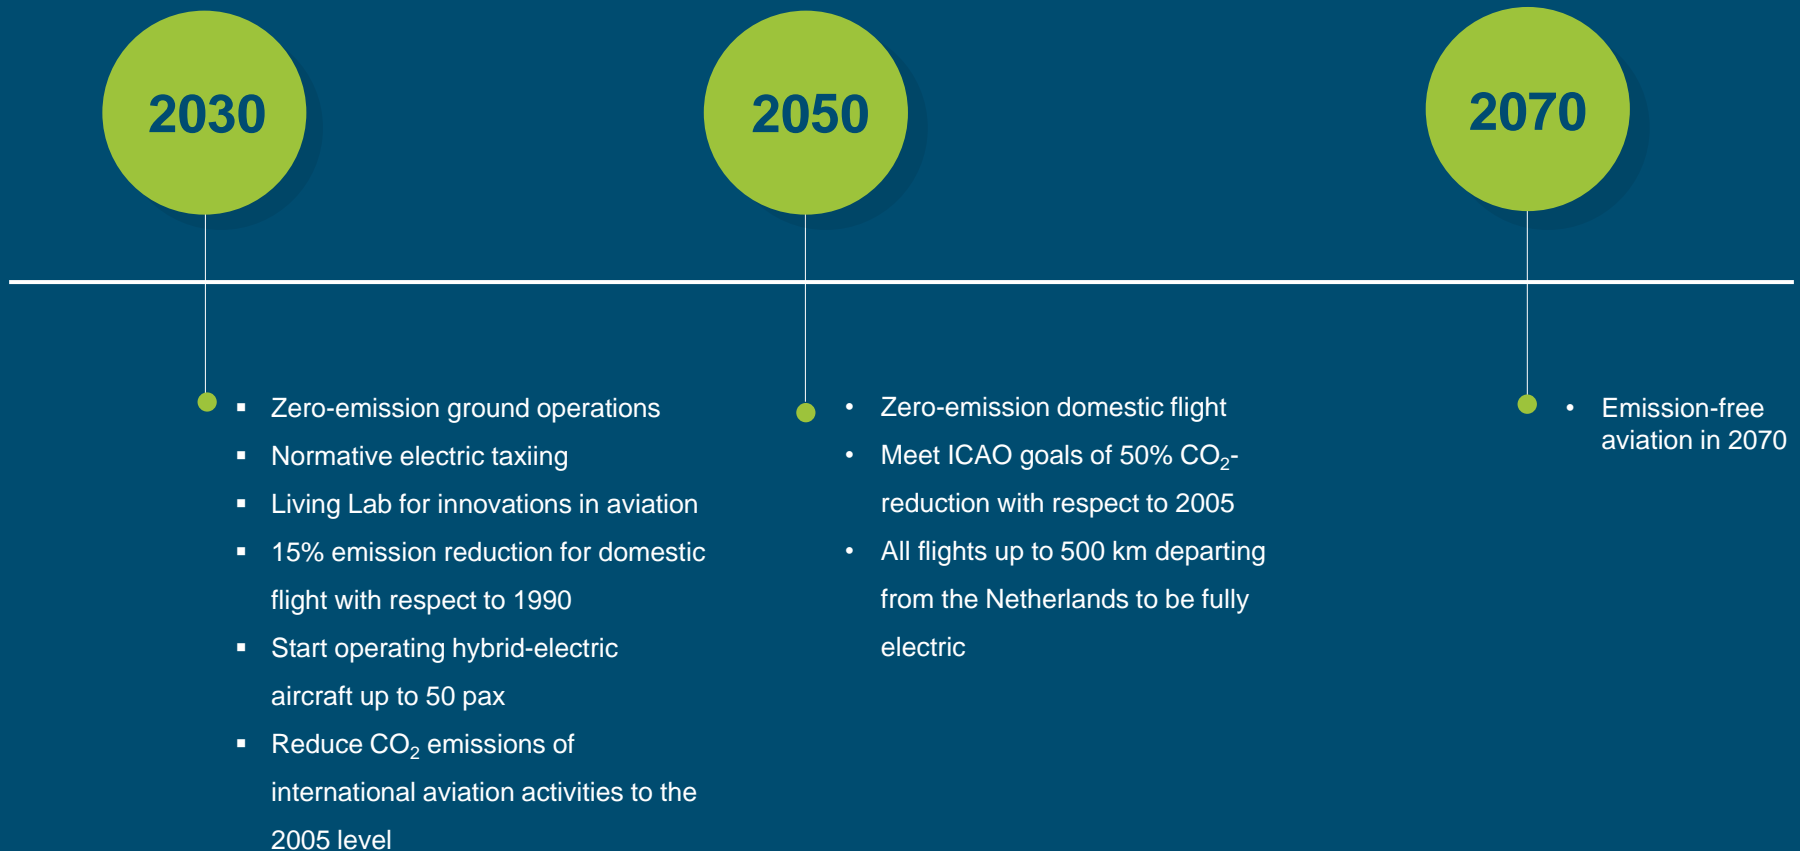 2030
2050
2070
▪ Zero-emission ground operations
▪ Normative electric taxiing
▪ Living Lab for innovations in aviation
▪ 15% emission reduction for domestic
flight with respect to 1990
▪ Start operating hybrid-electric
aircraft up to 50 pax
▪ Reduce CO₂ emissions of
international aviation activities to the
2005 level
• Zero-emission domestic flight
• Meet ICAO goals of 50% CO₂-
reduction with respect to 2005
• All flights up to 500 km departing
from the Netherlands to be fully
electric
• Emission-free
aviation in 2070